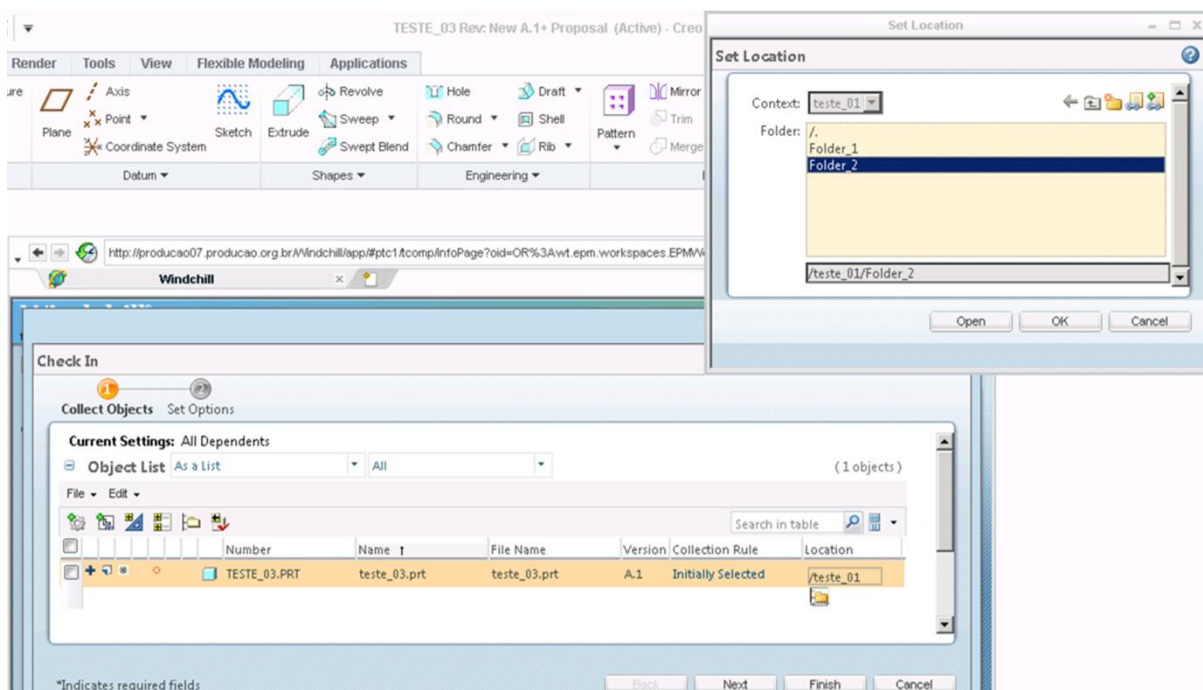 TESTE_03 Rev: New A.1+ Proposal (Active) - Creo
Render Tools View Flexible Modeling Applications
ure
Plane
Axis
Point
Coordinate System
Sketch
Extrude
Revolve
Sweep
Swept Blend
Hole
Round
Chamfer
Draft
Shell
Rib
Pattern
Mirror
Trim
Merge
Datum
Shapes
Engineering
Set Location
Set Location
Context: teste_01
Folder: /.
Folder_1
Folder_2
/teste_01/Folder_2
Open OK Cancel
http://producao07.producao.org.br/Windchill/app/#ptc1/tcomp/infoPage?oid=OR%3Awt.epm.workspaces.EPMW
Windchill
Check In
1 2
Collect Objects Set Options
Current Settings: All Dependents
Object List As a List All (1 objects)
File Edit
Search in table
Number Name File Name Version Collection Rule Location
TESTE_03.PRT teste_03.prt teste_03.prt A.1 Initially Selected /teste_01
*Indicates required fields
Back Next Finish Cancel